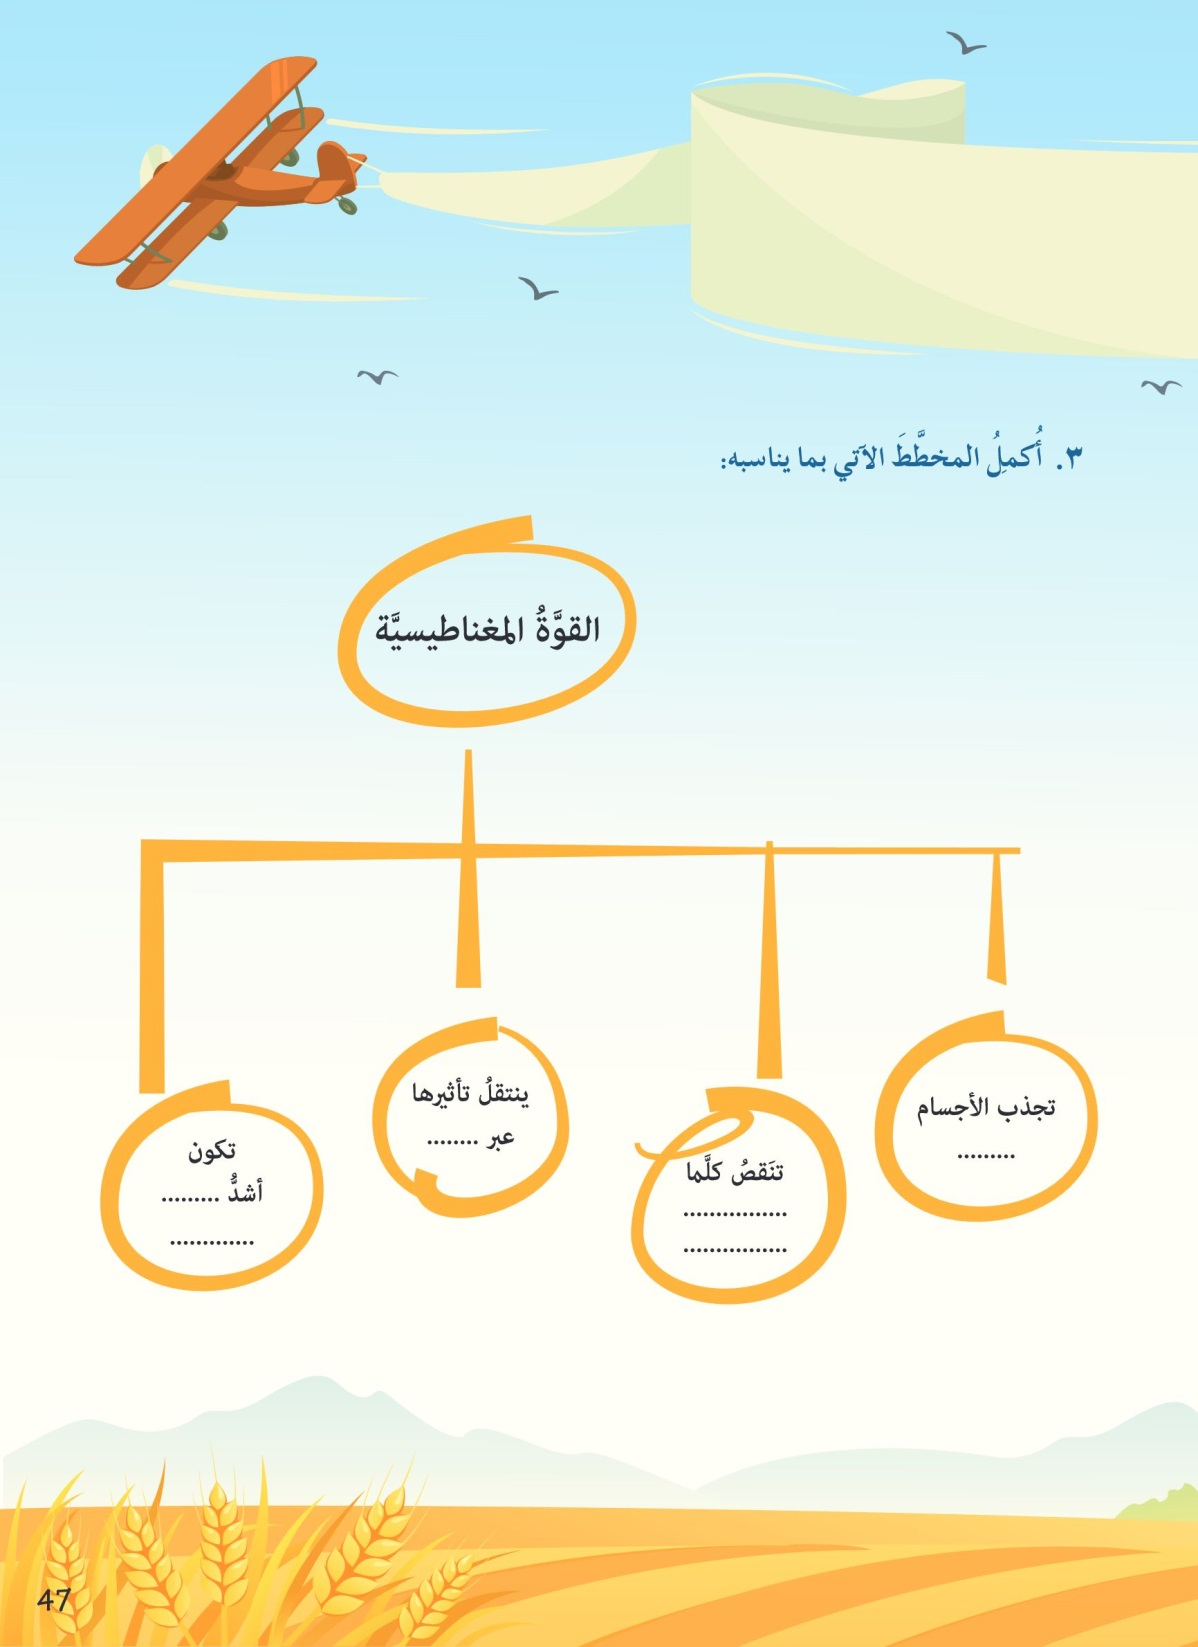 ٣. أُكملُ المخطَّطَ الآتي بما يناسبه:
القوَّةُ المغناطيسيَّة
تجذب الأجسام
.........
تنَقصُ كلَّما
................
................
ينتقلُ تأثيرها
عبر ........
تكون
أشدُّ .........
.............
47